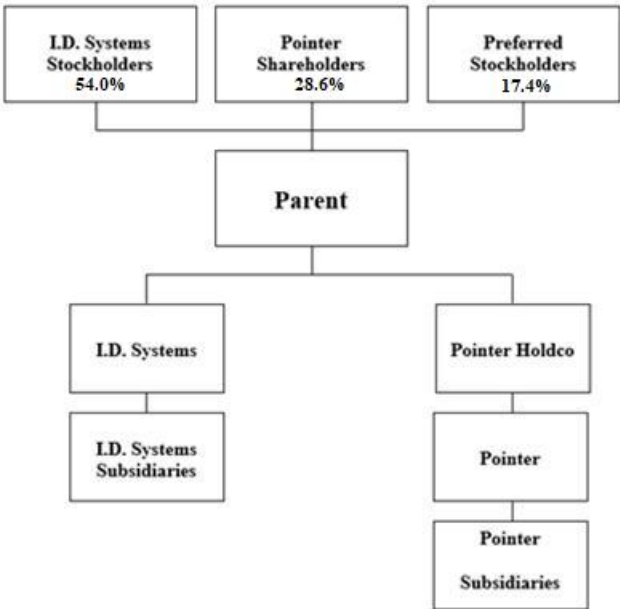 I.D. Systems
Stockholders
54.0%
Pointer
Shareholders
28.6%
Preferred
Stockholders
17.4%
Parent
I.D. Systems
Pointer Holdco
I.D. Systems
Subsidiaries
Pointer
Pointer
Subsidiaries